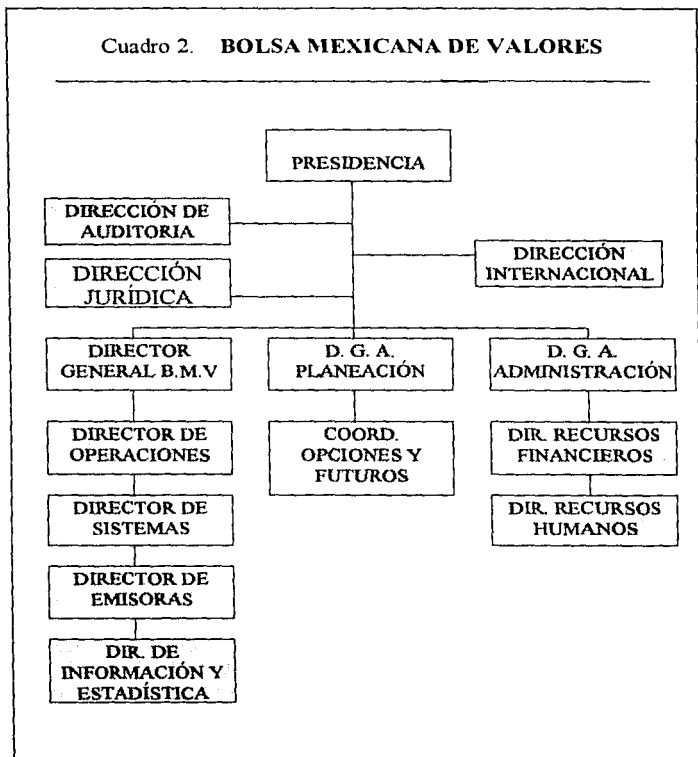 Cuadro 2. BOLSA MEXICANA DE VALORES
PRESIDENCIA
DIRECCIÓN DE
AUDITORIA
DIRECCIÓN
INTERNACIONAL
DIRECCIÓN
JURÍDICA
DIRECTOR
GENERAL B.M.V
D. G. A.
PLANEACIÓN
D. G. A.
ADMINISTRACIÓN
DIRECTOR DE
OPERACIONES
COORD.
OPCIONES Y
FUTUROS
DIR. RECURSOS
FINANCIEROS
DIRECTOR DE
SISTEMAS
DIR. RECURSOS
HUMANOS
DIRECTOR DE
EMISORAS
DIR. DE
INFORMACIÓN Y
ESTADÍSTICA